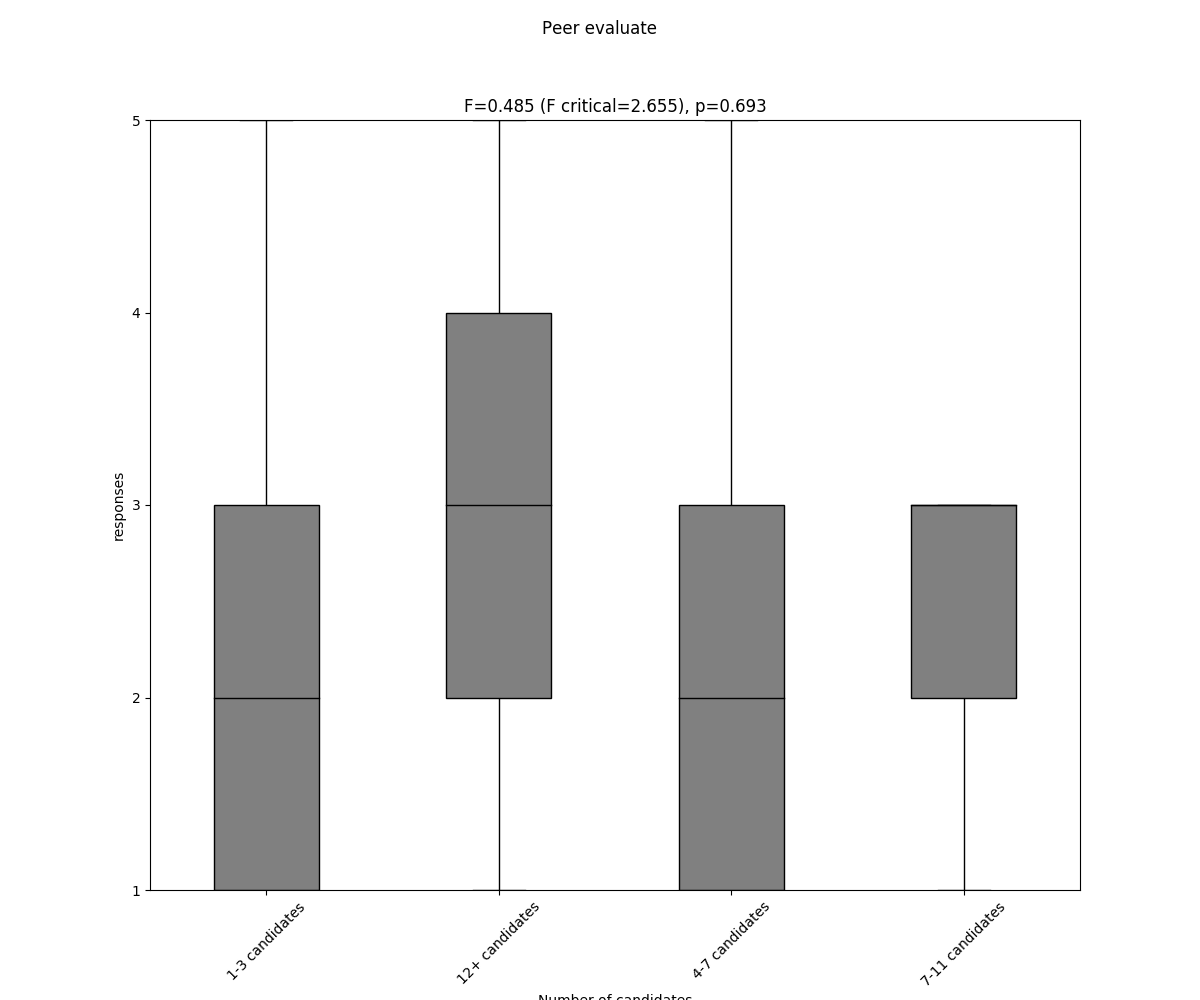 Peer evaluate
F=0.485 (F critical=2.655), p=0.693
5
4
3
2
1
responses
1-3 candidates
12+ candidates
4-7 candidates
7-11 candidates
Number of candidates